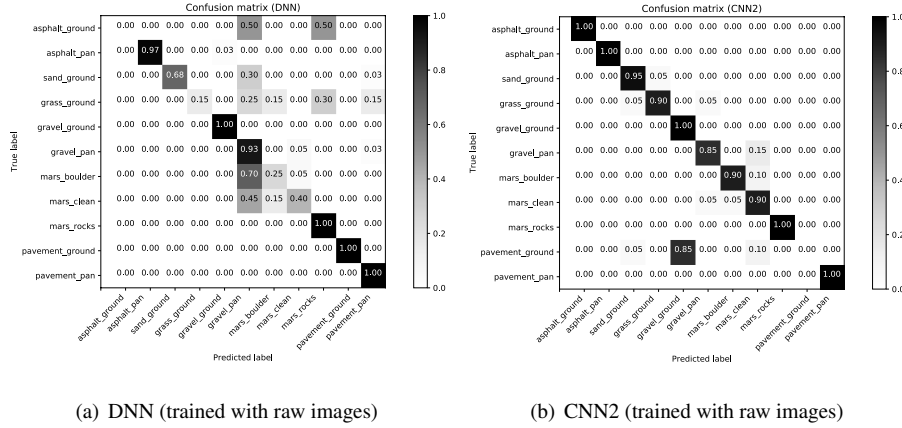 Confusion matrix (DNN)
True label
asphalt_ground 0.00 0.00 0.00 0.00 0.00 0.50 0.00 0.00 0.50 0.00 0.00
asphalt_pan 0.00 0.97 0.00 0.00 0.03 0.00 0.00 0.00 0.00 0.00 0.00
sand_ground 0.00 0.00 0.68 0.00 0.00 0.30 0.00 0.00 0.00 0.00 0.03
grass_ground 0.00 0.00 0.00 0.15 0.00 0.25 0.15 0.00 0.30 0.00 0.15
gravel_ground 0.00 0.00 0.00 0.00 1.00 0.00 0.00 0.00 0.00 0.00 0.00
gravel_pan 0.00 0.00 0.00 0.00 0.00 0.93 0.00 0.05 0.00 0.00 0.03
mars_boulder 0.00 0.00 0.00 0.00 0.00 0.70 0.25 0.05 0.00 0.00 0.00
mars_clean 0.00 0.00 0.00 0.00 0.00 0.45 0.15 0.40 0.00 0.00 0.00
mars_rocks 0.00 0.00 0.00 0.00 0.00 0.00 0.00 0.00 1.00 0.00 0.00
pavement_ground 0.00 0.00 0.00 0.00 0.00 0.00 0.00 0.00 0.00 1.00 0.00
pavement_pan 0.00 0.00 0.00 0.00 0.00 0.00 0.00 0.00 0.00 0.00 1.00
asphalt_ground asphalt_pan sand_ground grass_ground gravel_ground gravel_pan mars_boulder mars_clean mars_rocks pavement_ground pavement_pan
Predicted label
1.0
0.8
0.6
0.4
0.2
0.0
(a) DNN (trained with raw images)
Confusion matrix (CNN2)
True label
asphalt_ground 1.00 0.00 0.00 0.00 0.00 0.00 0.00 0.00 0.00 0.00 0.00
asphalt_pan 0.00 1.00 0.00 0.00 0.00 0.00 0.00 0.00 0.00 0.00 0.00
sand_ground 0.00 0.00 0.95 0.05 0.00 0.00 0.00 0.00 0.00 0.00 0.00
grass_ground 0.00 0.00 0.05 0.90 0.00 0.05 0.00 0.00 0.00 0.00 0.00
gravel_ground 0.00 0.00 0.00 0.00 1.00 0.00 0.00 0.00 0.00 0.00 0.00
gravel_pan 0.00 0.00 0.00 0.00 0.00 0.85 0.00 0.15 0.00 0.00 0.00
mars_boulder 0.00 0.00 0.00 0.00 0.00 0.00 0.90 0.10 0.00 0.00 0.00
mars_clean 0.00 0.00 0.00 0.00 0.00 0.05 0.05 0.90 0.00 0.00 0.00
mars_rocks 0.00 0.00 0.00 0.00 0.00 0.00 0.00 0.00 1.00 0.00 0.00
pavement_ground 0.00 0.00 0.05 0.00 0.85 0.00 0.00 0.10 0.00 0.00 0.00
pavement_pan 0.00 0.00 0.00 0.00 0.00 0.00 0.00 0.00 0.00 0.00 1.00
asphalt_ground asphalt_pan sand_ground grass_ground gravel_ground gravel_pan mars_boulder mars_clean mars_rocks pavement_ground pavement_pan
Predicted label
1.0
0.8
0.6
0.4
0.2
0.0
(b) CNN2 (trained with raw images)